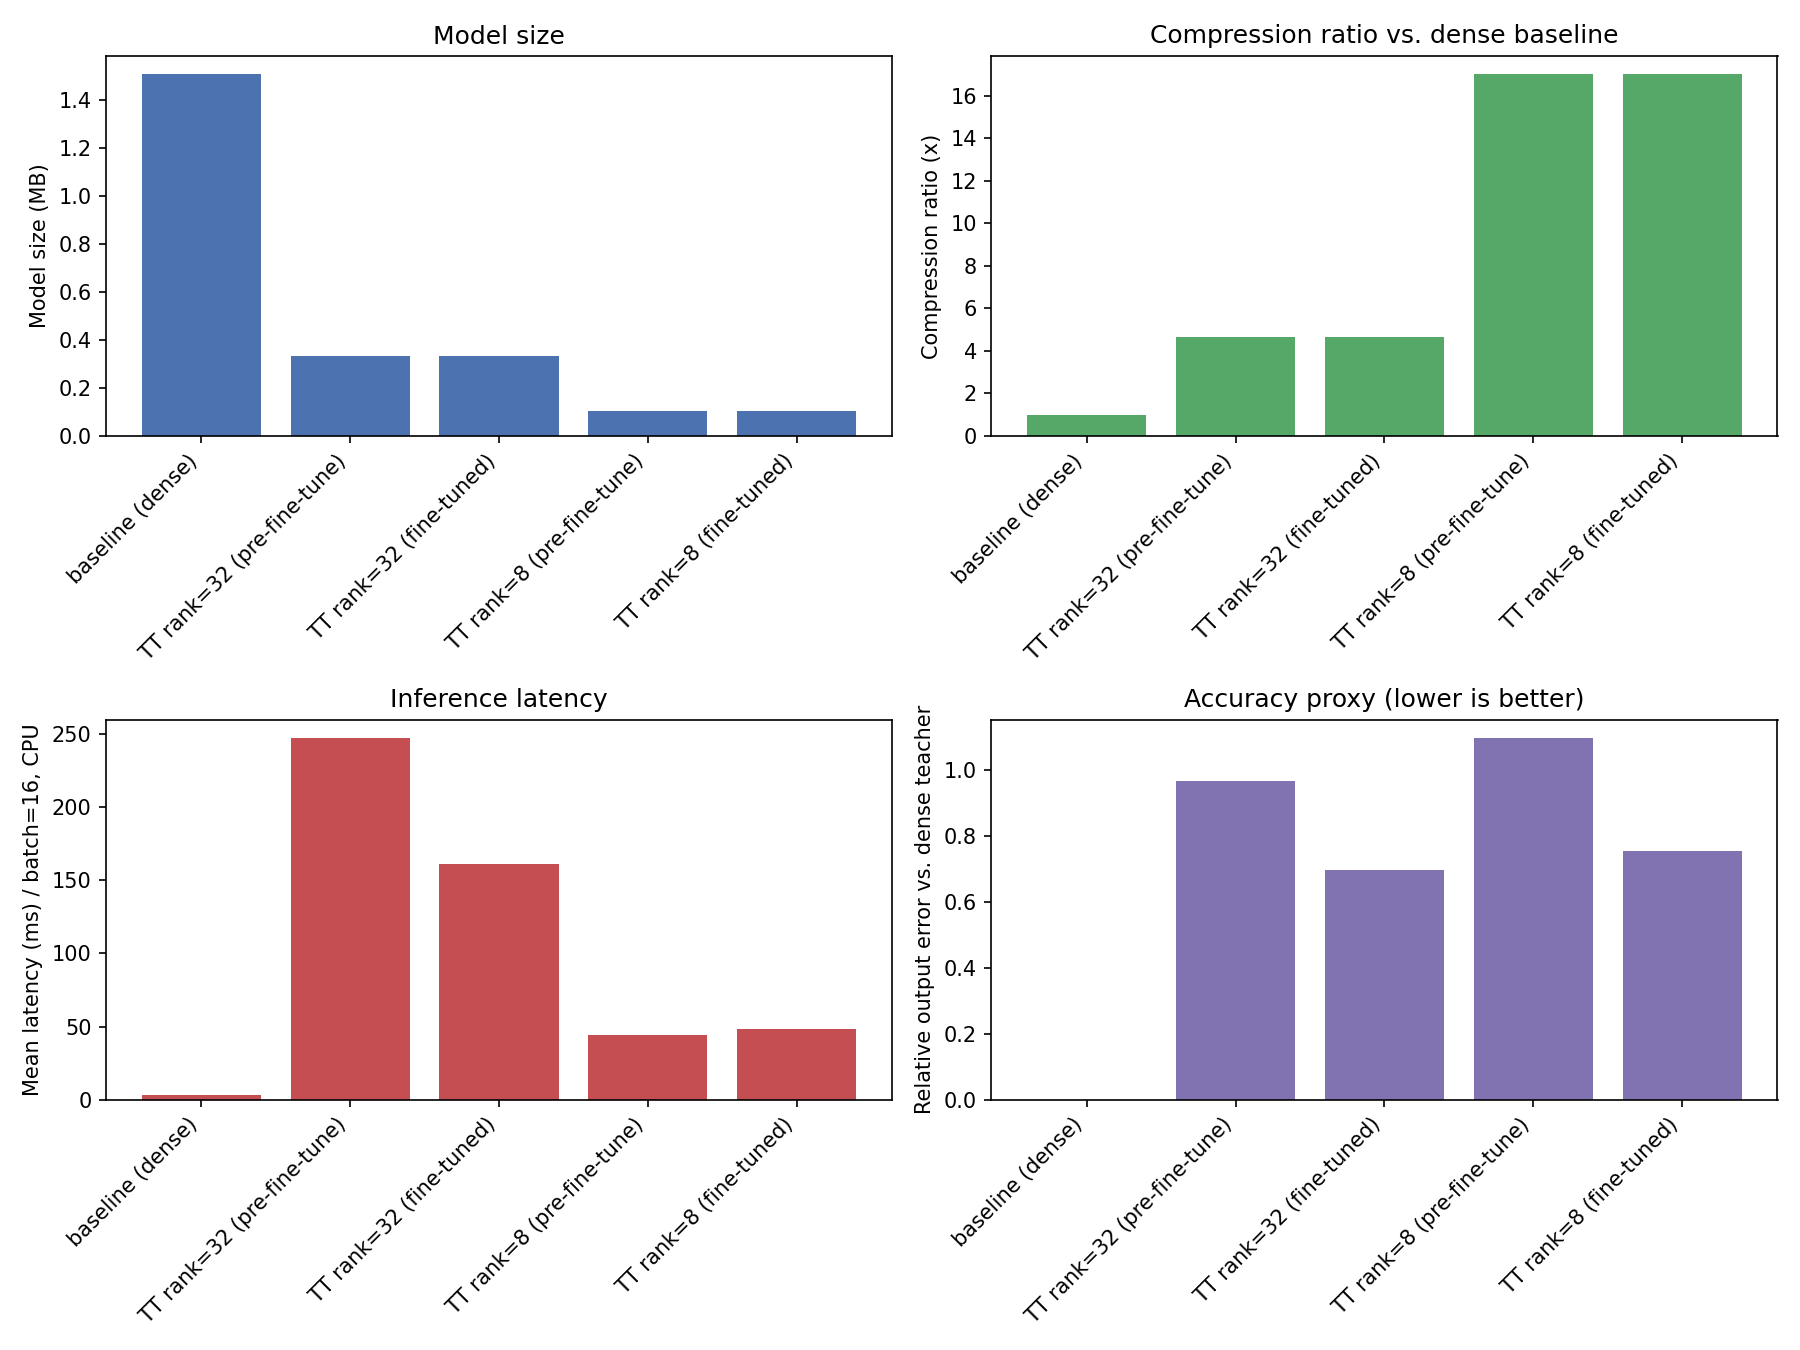 Model size
Model size (MB)
1.4
1.2
1.0
0.8
0.6
0.4
0.2
0.0
baseline (dense)
TT rank=32 (pre-fine-tune)
TT rank=32 (fine-tuned)
TT rank=8 (pre-fine-tune)
TT rank=8 (fine-tuned)
Compression ratio vs. dense baseline
Compression ratio (x)
16
14
12
10
8
6
4
2
0
baseline (dense)
TT rank=32 (pre-fine-tune)
TT rank=32 (fine-tuned)
TT rank=8 (pre-fine-tune)
TT rank=8 (fine-tuned)
Inference latency
Mean latency (ms) / batch=16, CPU
250
200
150
100
50
0
baseline (dense)
TT rank=32 (pre-fine-tune)
TT rank=32 (fine-tuned)
TT rank=8 (pre-fine-tune)
TT rank=8 (fine-tuned)
Accuracy proxy (lower is better)
Relative output error vs. dense teacher
1.0
0.8
0.6
0.4
0.2
0.0
baseline (dense)
TT rank=32 (pre-fine-tune)
TT rank=32 (fine-tuned)
TT rank=8 (pre-fine-tune)
TT rank=8 (fine-tuned)